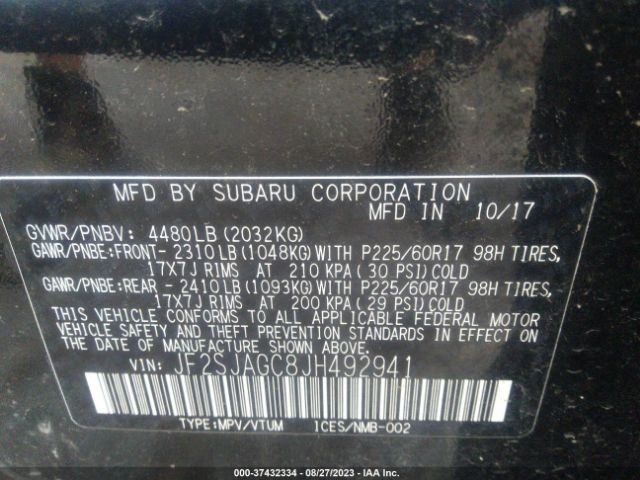 MFD BY SUBARU CORPORATION
MFD IN 10/17
GVWR/PNBV: 4480LB(2032KG)
GAWR/PNBE:FRONT- 2310LB(1048KG)WITH P225/60R17 98H TIRES,
17X7J RIMS AT 210 KPA(30 PSI)COLD
GAWR/PNBE:REAR - 2410LB(1093KG)WITH P225/60R17 98H TIRES,
17X7J RIMS AT 200 KPA(29 PSI)COLD
THIS VEHICLE CONFORMS TO ALL APPLICABLE FEDERAL MOTOR
VEHICLE SAFETY AND THEFT PREVENTION STANDARDS IN EFFECT
ON THE DATE OF MANUFACTURE SHOWN ABOVE.
VIN: JF2SJAGC8JH492941
TYPE:MPV/VTUM ICES/NMB-002
000-37432334 — 08/27/2023 - IAA Inc.